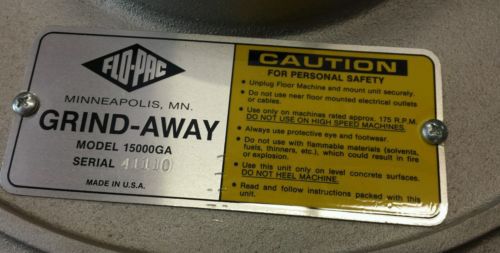 FLO-PAC
MINNEAPOLIS, MN.
GRIND-AWAY
MODEL 15000GA
SERIAL 41110
MADE IN U.S.A.
CAUTION
FOR PERSONAL SAFETY
• Unplug Floor Machine and mount unit securely.
• Do not use near floor mounted electrical outlets
or cables.
• Use only on machines rated approx. 175 R.P.M.
DO NOT USE ON HIGH SPEED MACHINES.
• Always use protective eye and footwear.
• Do not use with flammable materials (solvents,
fuels, thinners, etc.), which could result in fire
or explosion.
• Use this unit only on level concrete surfaces.
DO NOT HEEL MACHINE.
• Read and follow instructions packed with this
unit.